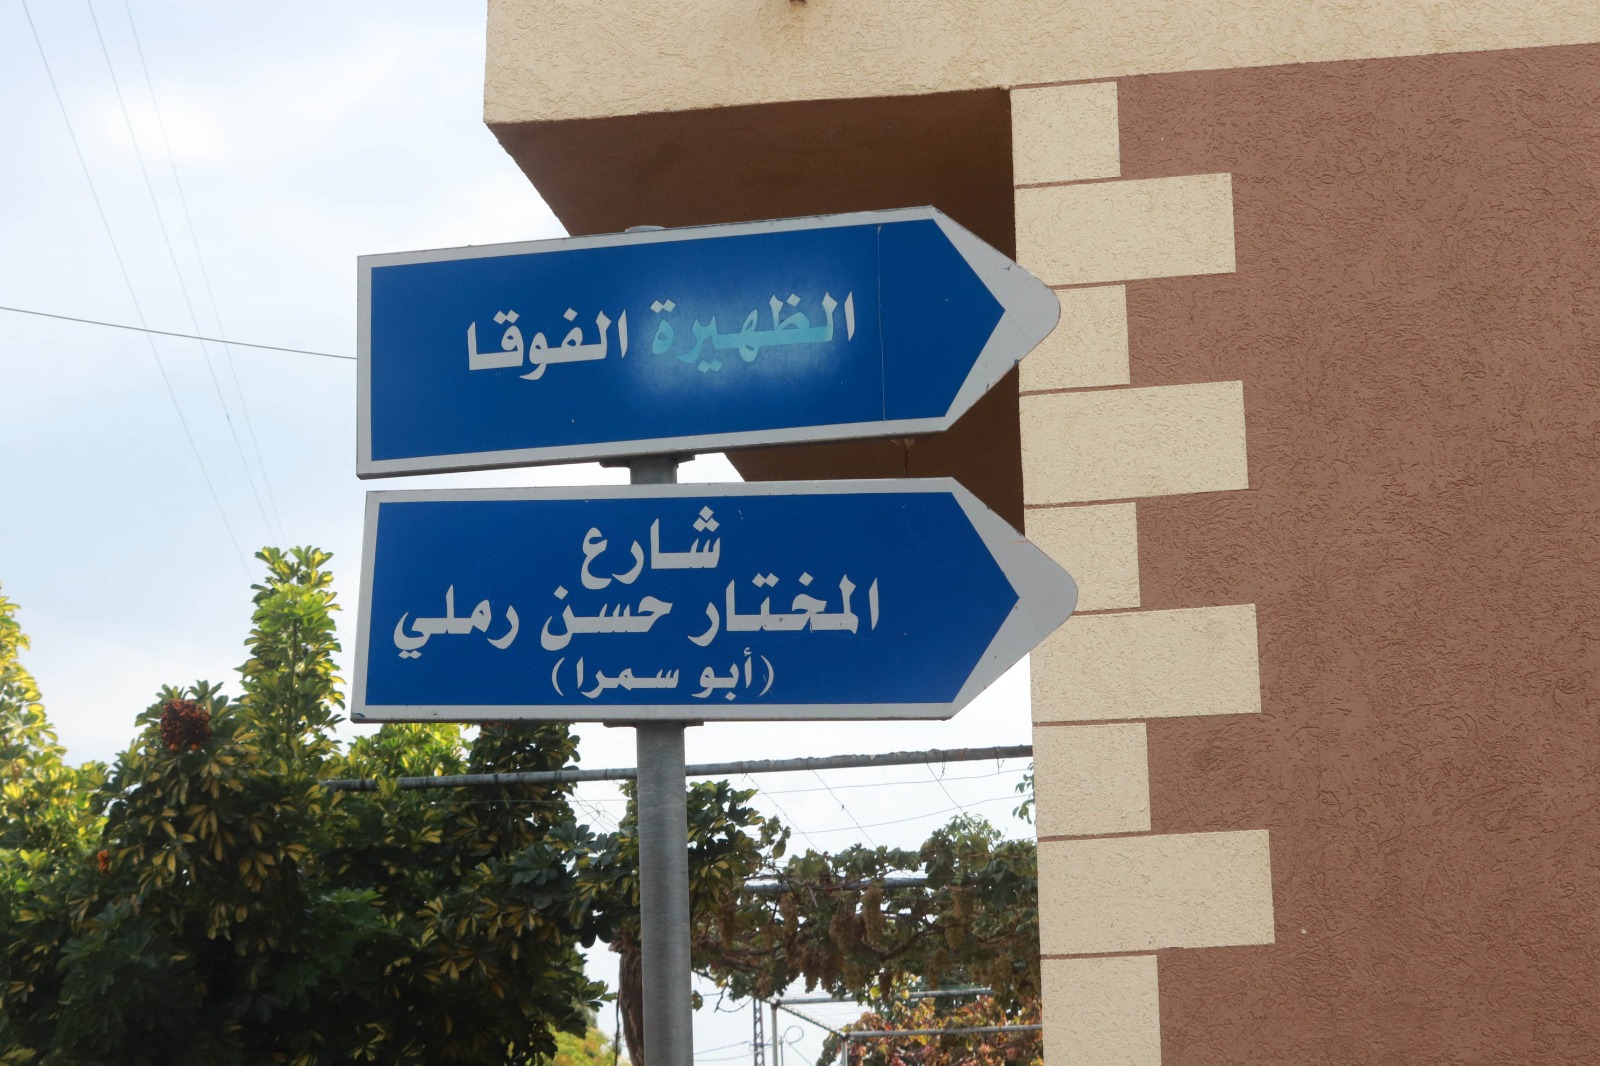 الظهيرة الفوقا
شارع
المختار حسن رملي
(أبو سمرا)